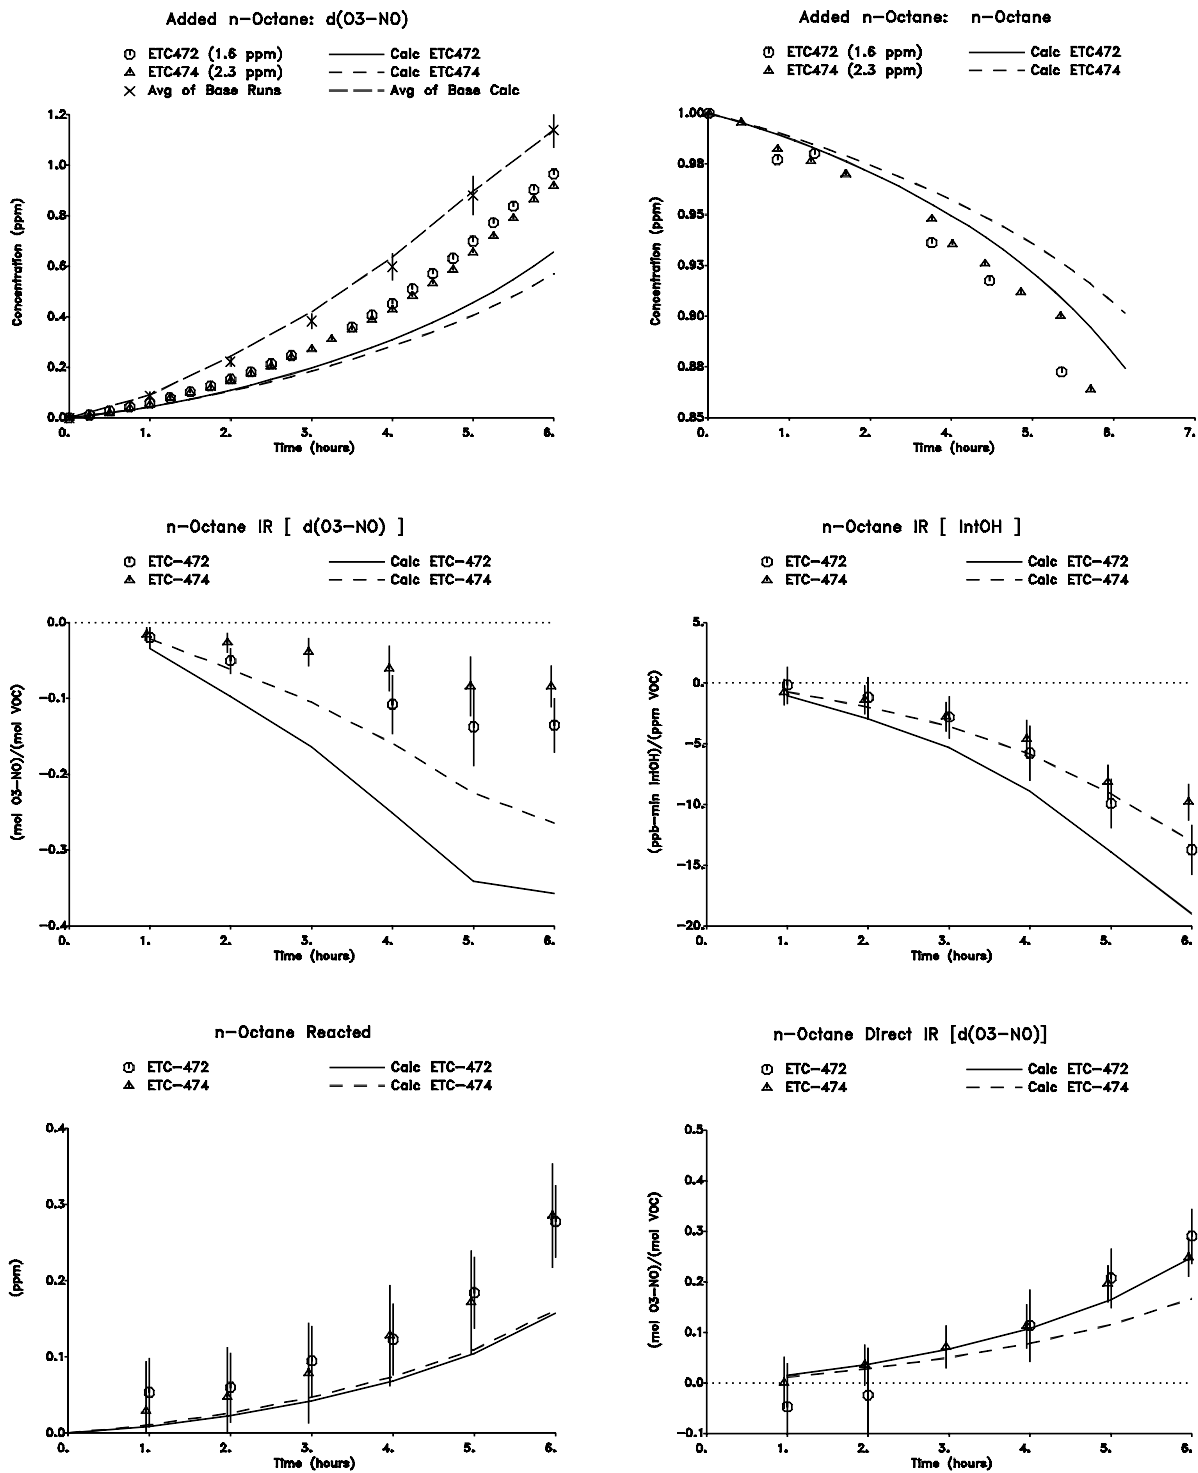 Added n-Octane: d(O3-NO)
ETC472 (1.6 ppm)
Calc ETC472
ETC474 (2.3 ppm)
Calc ETC474
Avg of Base Runs
Avg of Base Calc
1.2
1.0
0.8
0.6
0.4
0.2
0.0
Concentration (ppm)
0. 1. 2. 3. 4. 5. 6.
Time (hours)
Added n-Octane: n-Octane
ETC472 (1.6 ppm)
Calc ETC472
ETC474 (2.3 ppm)
Calc ETC474
1.00
0.98
0.95
0.93
0.90
0.88
0.85
Concentration (ppm)
0. 1. 2. 4. 5. 6. 7.
Time (hours)
n-Octane IR [ d(O3-NO) ]
ETC-472
Calc ETC-472
ETC-474
Calc ETC-474
0.0
-0.1
-0.2
-0.3
-0.4
(mol O3-NO)/(mol VOC)
0. 1. 2. 3. 4. 5. 6.
Time (hours)
n-Octane IR [ IntOH ]
ETC-472
Calc ETC-472
ETC-474
Calc ETC-474
5.
0.
-5.
-10.
-15.
-20.
(ppb-min IntOH)/(ppm VOC)
0. 1. 2. 3. 4. 5. 6.
Time (hours)
n-Octane Reacted
ETC-472
Calc ETC-472
ETC-474
Calc ETC-474
0.4
0.3
0.2
0.1
0.0
(ppm)
0. 1. 2. 3. 4. 5. 6.
Time (hours)
n-Octane Direct IR [d(O3-NO)]
ETC-472
Calc ETC-472
ETC-474
Calc ETC-474
0.5
0.4
0.3
0.2
0.1
0.0
-0.1
(mol O3-NO)/(mol VOC)
0. 1. 2. 3. 4. 5. 6.
Time (hours)